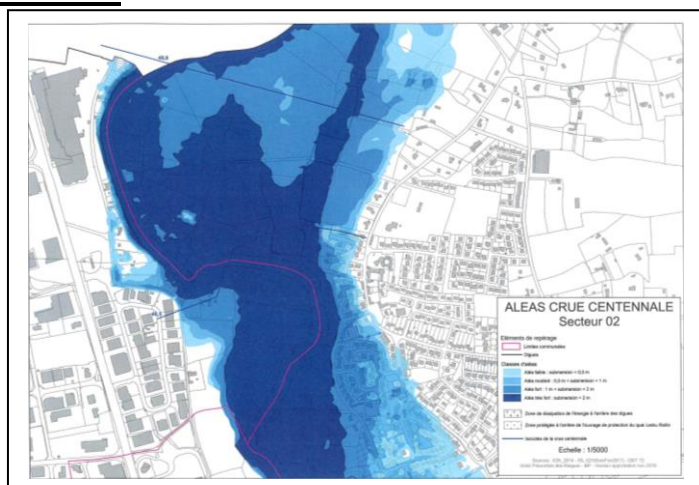 ALEAS CRUE CENTENNALE
Secteur 02
Eléments de repérage
Limites communales
Digues
Classes d'aléas
Aléa faible : submersion < 0,5 m
Aléa modéré : 0,5 m < submersion < 1 m
Aléa fort : 1 m < submersion < 2 m
Aléa très fort : submersion > 2 m
Zone de dissipation de l'énergie à l'arrière des digues
Zone protégée à l'arrière de l'ouvrage de protection du quai
Isocotes de la crue centennale
Echelle : 1/5000